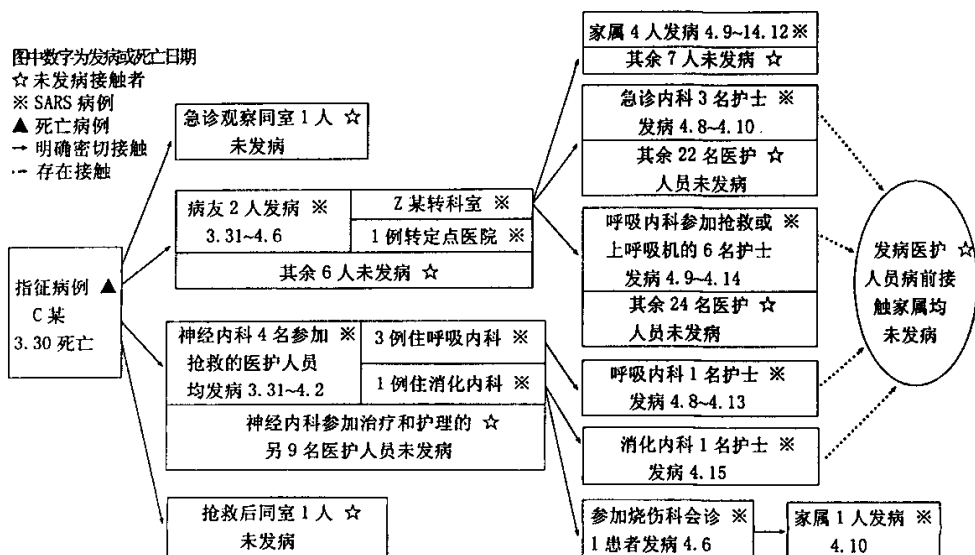 图中数字为发病或死亡日期
☆ 未发病接触者
※ SARS 病例
▲ 死亡病例
→ 明确密切接触
·-· 存在接触
指征病例 ▲
C 某
3.30 死亡
急诊观察同室 1 人 ☆
未发病
病友 2 人发病 ※
3.31~4.6
Z 某转科室 ※
1 例转定点医院 ※
其余 6 人未发病 ☆
神经内科 4 名参加 ※
抢救的医护人员
均发病 3.31~4.2
3 例住呼吸内科 ※
1 例住消化内科 ※
神经内科参加治疗和护理的 ☆
另 9 名医护人员未发病
抢救后同室 1 人 ☆
未发病
家属 4 人发病 4.9~14.12 ※
其余 7 人未发病 ☆
急诊内科 3 名护士 ※
发病 4.8~4.10
其余 22 名医护 ☆
人员未发病
呼吸内科参加抢救或 ※
上呼吸机的 6 名护士
发病 4.9~4.14
其余 24 名医护 ☆
人员未发病
呼吸内科 1 名护士 ※
发病 4.8~4.13
消化内科 1 名护士 ※
发病 4.15
参加烧伤科会诊 ※
1 患者发病 4.6
家属 1 人发病 ※
4.10
发病医护 ☆
人员病前接
触家属均
未发病